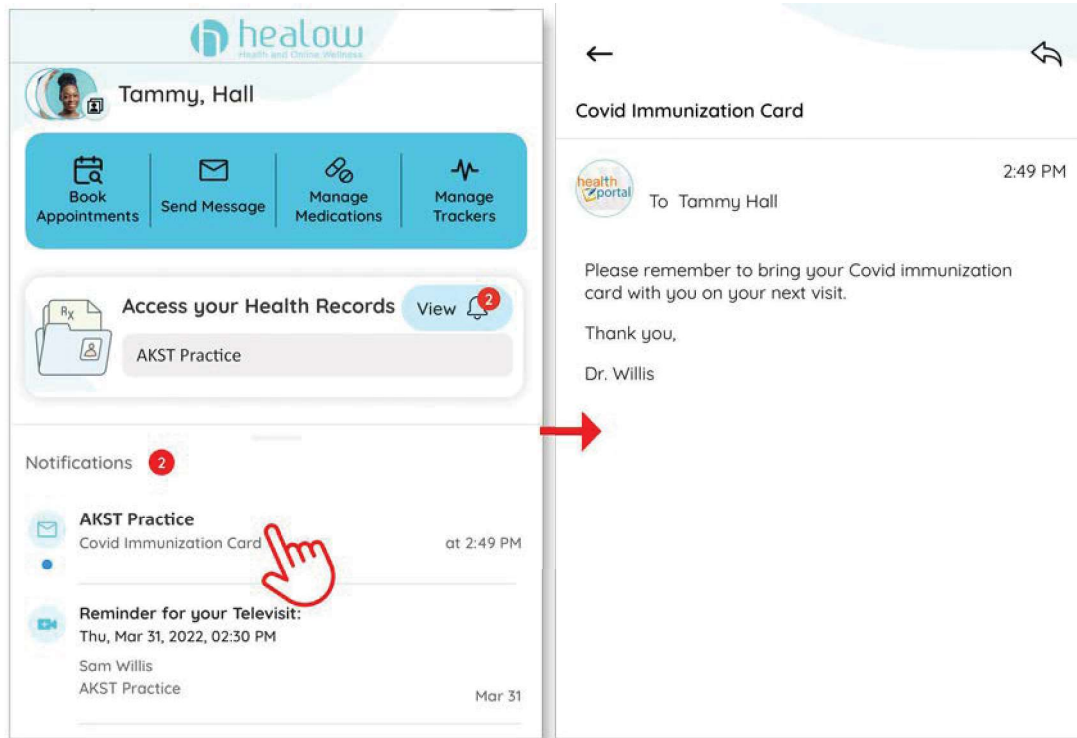 healow
Health and Online Wellness
Tammy, Hall
Book
Appointments
Send Message
Manage
Medications
Manage
Trackers
Rx
Access your Health Records
View
2
AKST Practice
Notifications
2
AKST Practice
Covid Immunization Card
at 2:49 PM
Reminder for your Televisit:
Thu, Mar 31, 2022, 02:30 PM
Sam Willis
AKST Practice
Mar 31
Covid Immunization Card
health
portal
2:49 PM
To Tammy Hall
Please remember to bring your Covid immunization
card with you on your next visit.
Thank you,
Dr. Willis